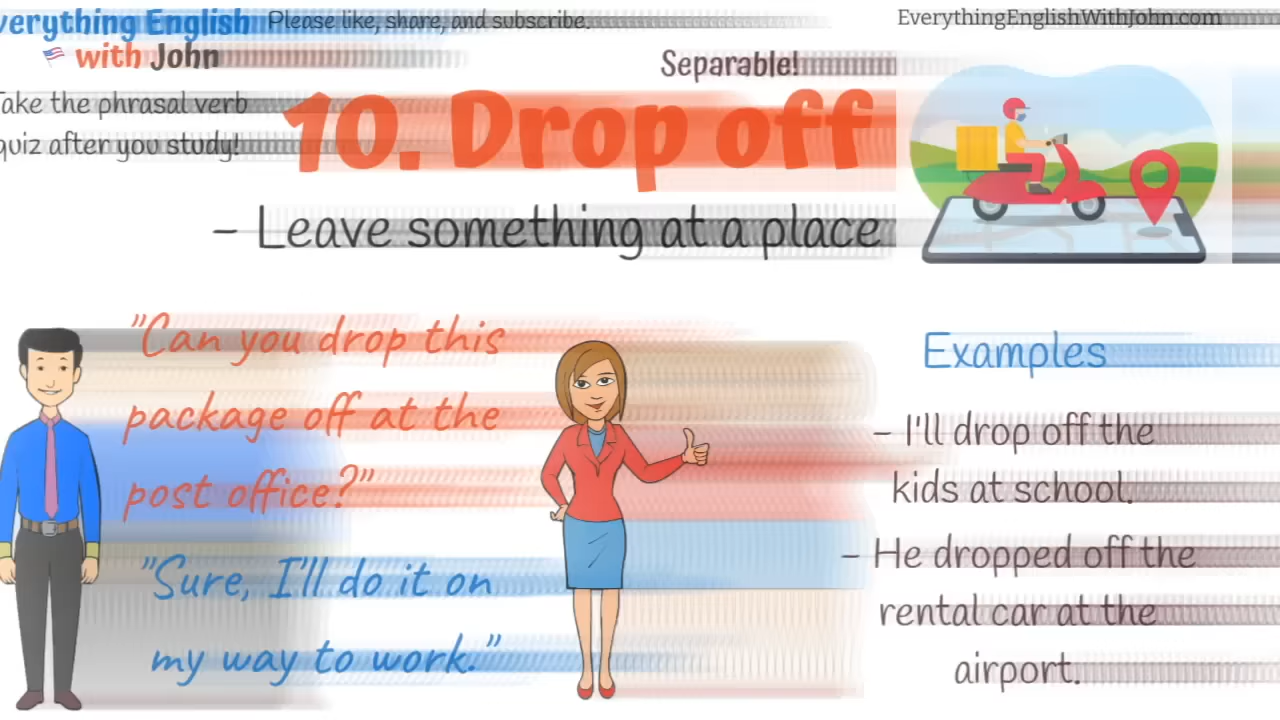 verything English
with John
Please like, share, and subscribe.
EverythingEnglishWithJohn.com
Take the phrasal verb
quiz after you study!
Separable!
10. Drop off
- Leave something at a place
"Can you drop this
package off at the
post office?"
"Sure, I'll do it on
my way to work."
Examples
- I'll drop off the
kids at school.
- He dropped off the
rental car at the
airport.